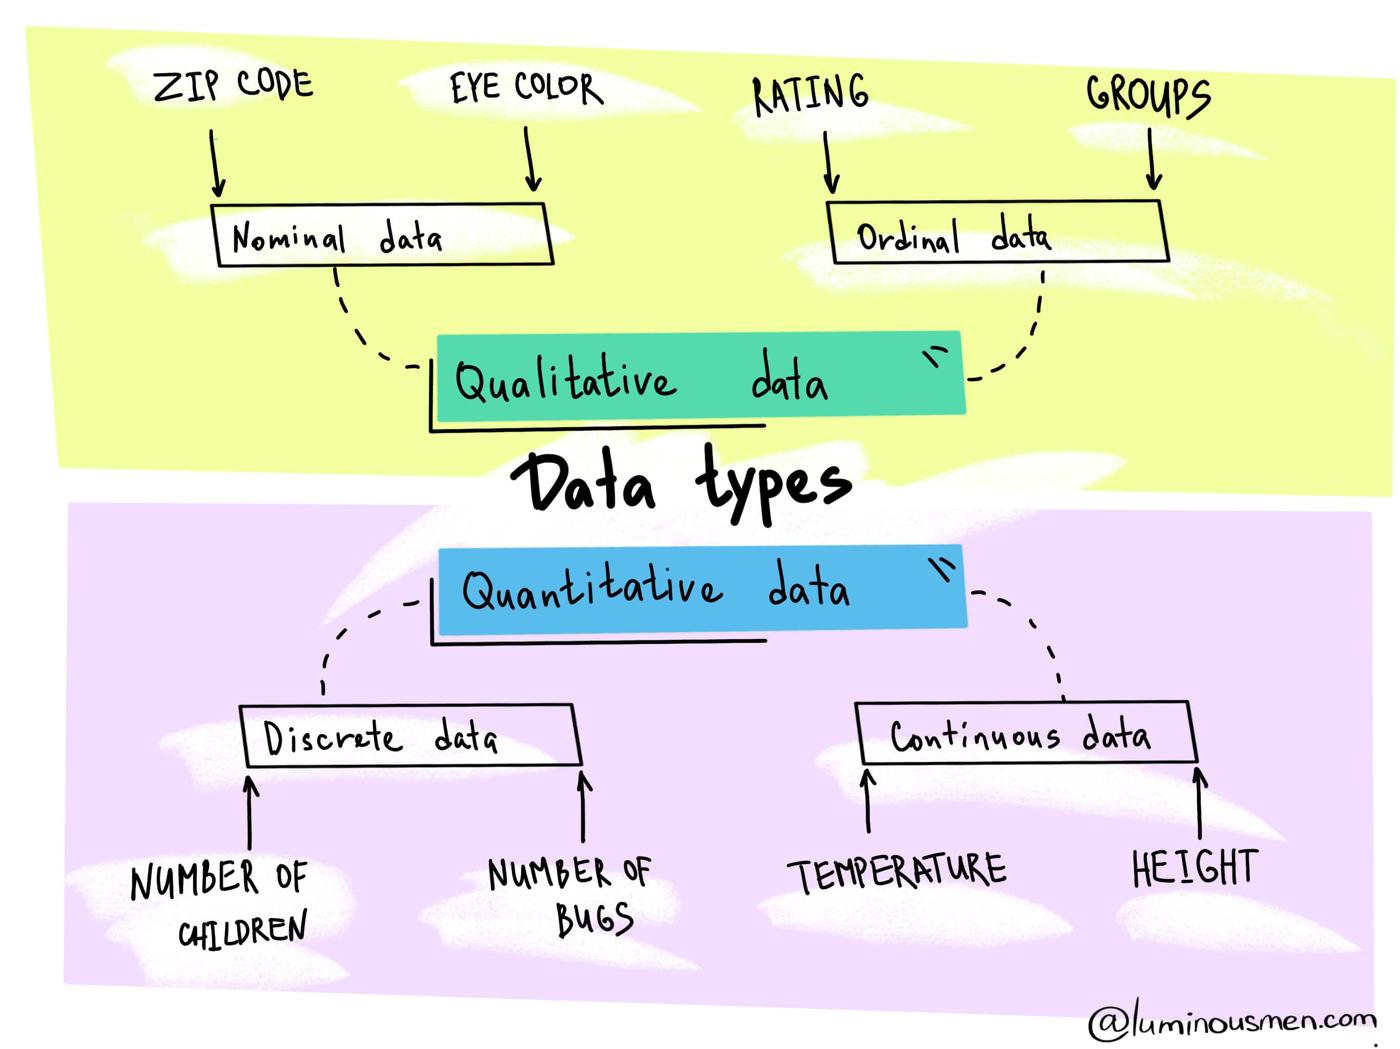 ZIP CODE
EYE COLOR
RATING
GROUPS
Nominal data
Ordinal data
Qualitative data
Data types
Quantitative data
Discrete data
Continuous data
NUMBER OF
CHILDREN
NUMBER OF
BUGS
TEMPERATURE
HEIGHT
@luminousmen.com